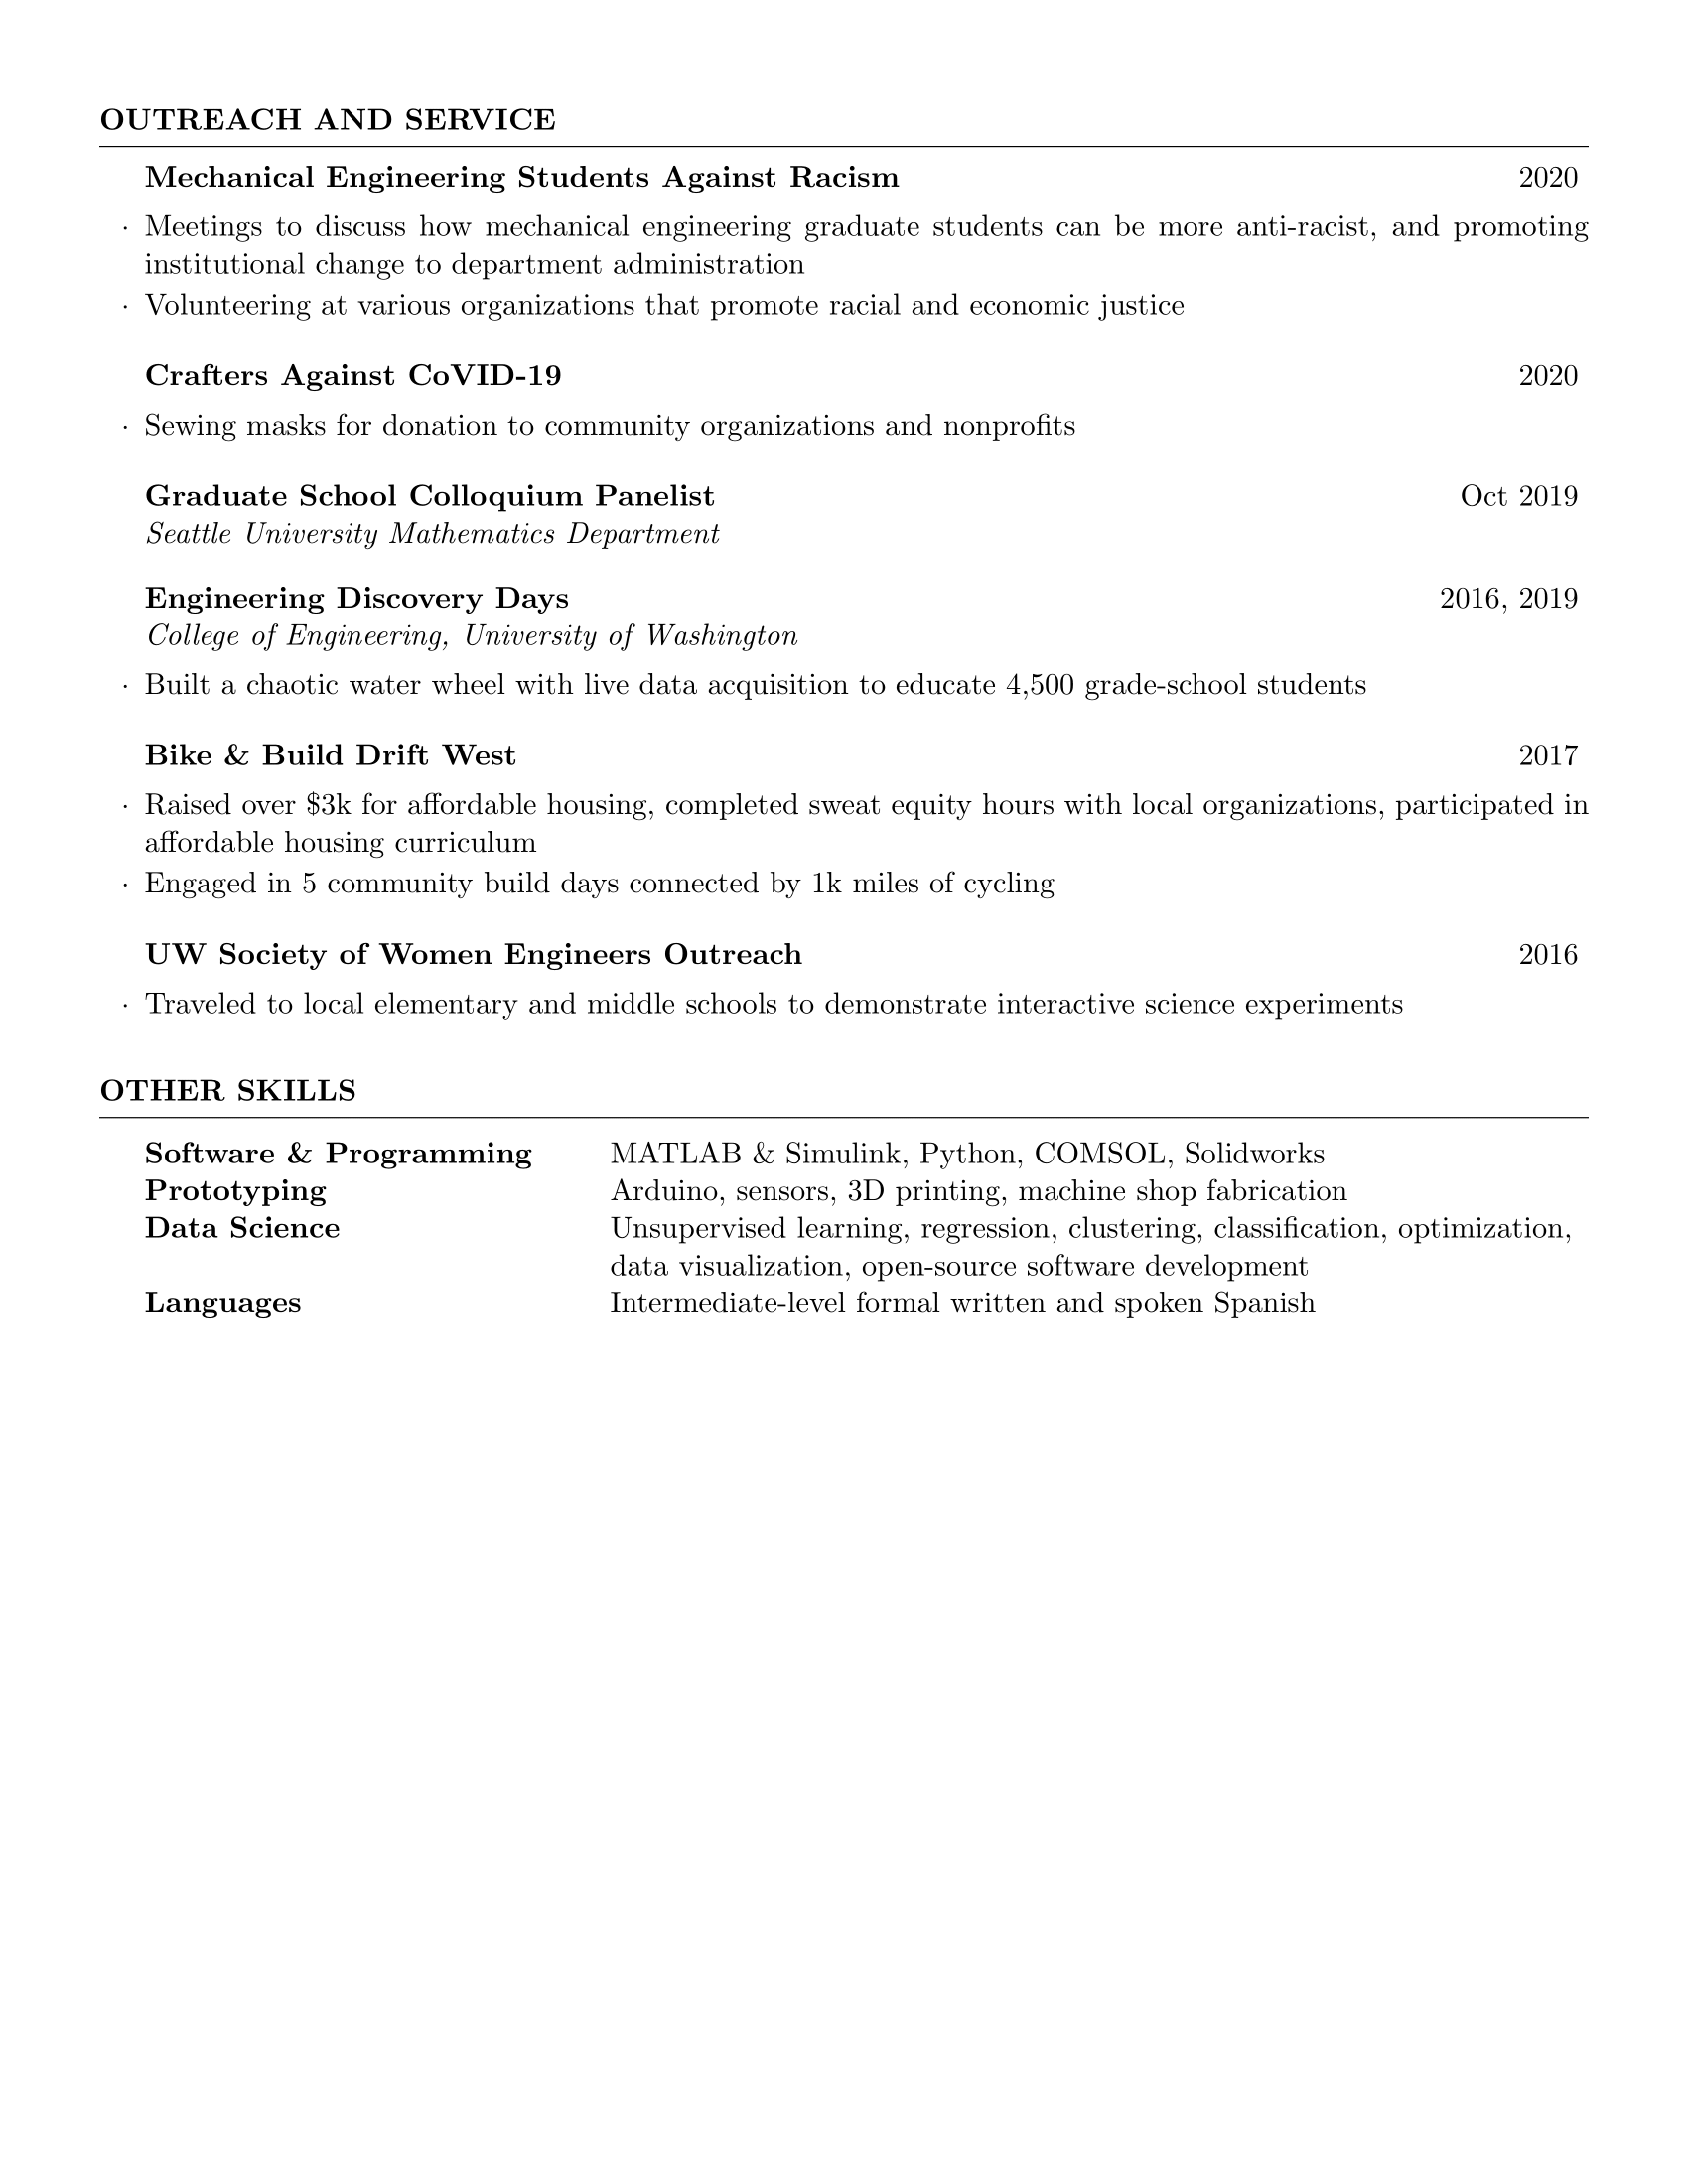 OUTREACH AND SERVICE
Mechanical Engineering Students Against Racism 2020
· Meetings to discuss how mechanical engineering graduate students can be more anti-racist, and promoting
institutional change to department administration
· Volunteering at various organizations that promote racial and economic justice
Crafters Against CoVID-19 2020
· Sewing masks for donation to community organizations and nonprofits
Graduate School Colloquium Panelist Oct 2019
Seattle University Mathematics Department
Engineering Discovery Days 2016, 2019
College of Engineering, University of Washington
· Built a chaotic water wheel with live data acquisition to educate 4,500 grade-school students
Bike & Build Drift West 2017
· Raised over $3k for affordable housing, completed sweat equity hours with local organizations, participated in
affordable housing curriculum
· Engaged in 5 community build days connected by 1k miles of cycling
UW Society of Women Engineers Outreach 2016
· Traveled to local elementary and middle schools to demonstrate interactive science experiments
OTHER SKILLS
Software & Programming MATLAB & Simulink, Python, COMSOL, Solidworks
Prototyping Arduino, sensors, 3D printing, machine shop fabrication
Data Science Unsupervised learning, regression, clustering, classification, optimization,
data visualization, open-source software development
Languages Intermediate-level formal written and spoken Spanish